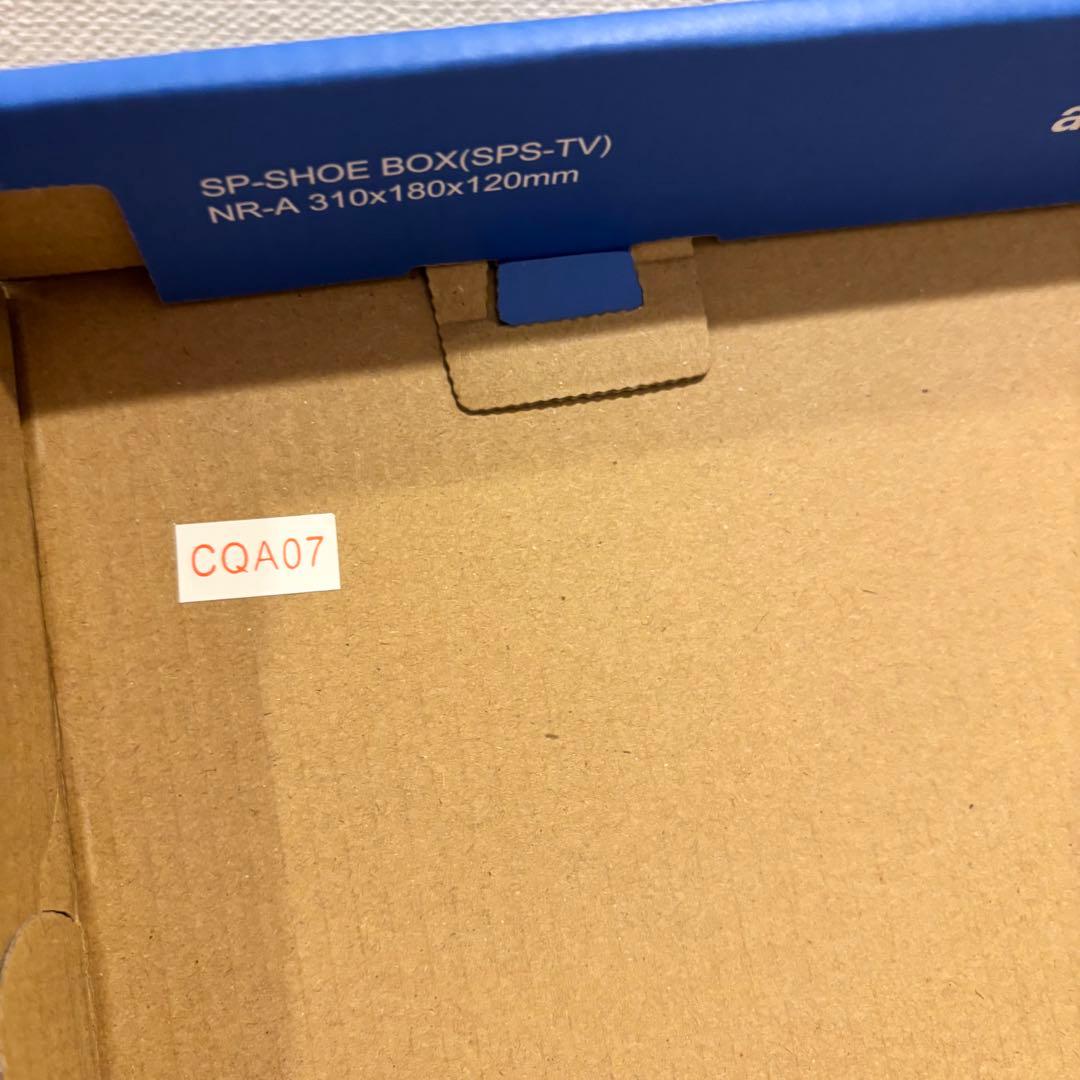 SP-SHOE BOX(SPS-TV)
NR-A 310x180x120mm
CQA07